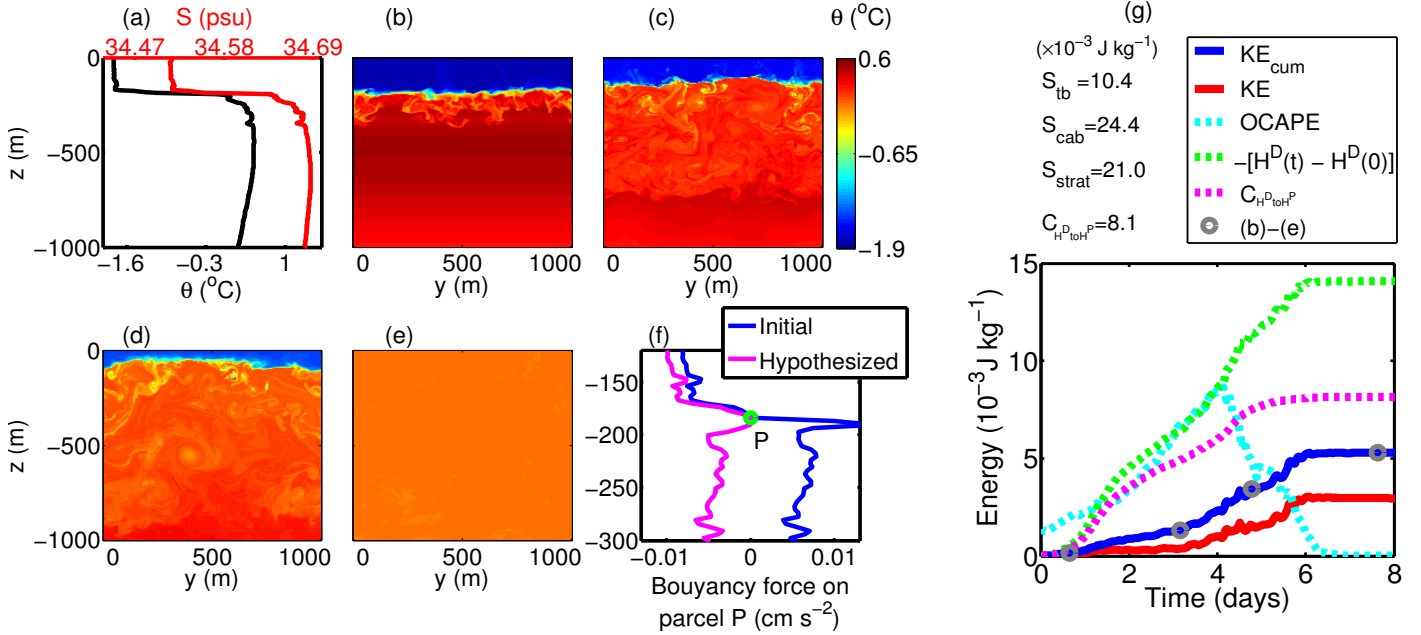 (a)
S (psu)
34.47 34.58 34.69
0
−500
−1000
z (m)
−1.6 −0.3 1
θ (°C)
(b)
0 500 1000
y (m)
(c)
0 500 1000
y (m)
θ (°C)
0.6
−0.65
−1.9
(d)
0
−500
−1000
z (m)
0 500 1000
y (m)
(e)
0 500 1000
y (m)
(f)
Initial
Hypothesized
−150
−200
−250
−300
P
−0.01 0 0.01
Bouyancy force on
parcel P (cm s⁻²)
(g)
(×10⁻³ J kg⁻¹)
S_tb=10.4
S_cab=24.4
S_strat=21.0
C_HᴰtoHᴾ=8.1
KE_cum
KE
OCAPE
−[Hᴰ(t) − Hᴰ(0)]
C_HᴰtoHᴾ
(b)−(e)
15
10
5
0
Energy (10⁻³ J kg⁻¹)
0 2 4 6 8
Time (days)